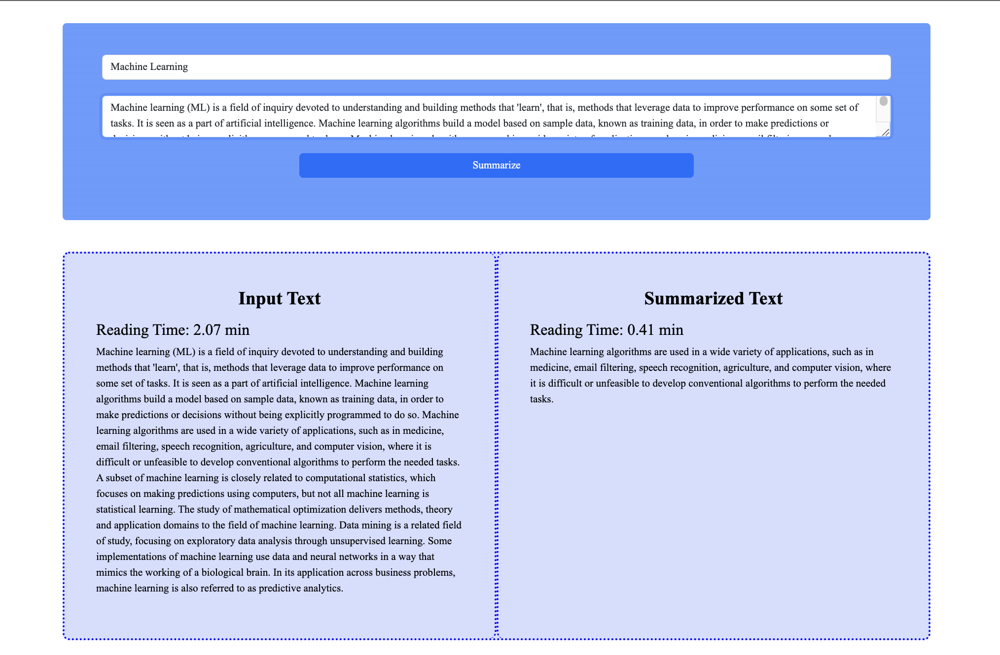 Machine Learning
Machine learning (ML) is a field of inquiry devoted to understanding and building methods that 'learn', that is, methods that leverage data to improve performance on some set of
tasks. It is seen as a part of artificial intelligence. Machine learning algorithms build a model based on sample data, known as training data, in order to make predictions or
Summarize
Input Text
Reading Time: 2.07 min
Machine learning (ML) is a field of inquiry devoted to understanding and building
methods that 'learn', that is, methods that leverage data to improve performance on
some set of tasks. It is seen as a part of artificial intelligence. Machine learning
algorithms build a model based on sample data, known as training data, in order to
make predictions or decisions without being explicitly programmed to do so. Machine
learning algorithms are used in a wide variety of applications, such as in medicine,
email filtering, speech recognition, agriculture, and computer vision, where it is
difficult or unfeasible to develop conventional algorithms to perform the needed tasks.
A subset of machine learning is closely related to computational statistics, which
focuses on making predictions using computers, but not all machine learning is
statistical learning. The study of mathematical optimization delivers methods, theory
and application domains to the field of machine learning. Data mining is a related field
of study, focusing on exploratory data analysis through unsupervised learning. Some
implementations of machine learning use data and neural networks in a way that
mimics the working of a biological brain. In its application across business problems,
machine learning is also referred to as predictive analytics.
Summarized Text
Reading Time: 0.41 min
Machine learning algorithms are used in a wide variety of applications, such as in
medicine, email filtering, speech recognition, agriculture, and computer vision, where
it is difficult or unfeasible to develop conventional algorithms to perform the needed
tasks.